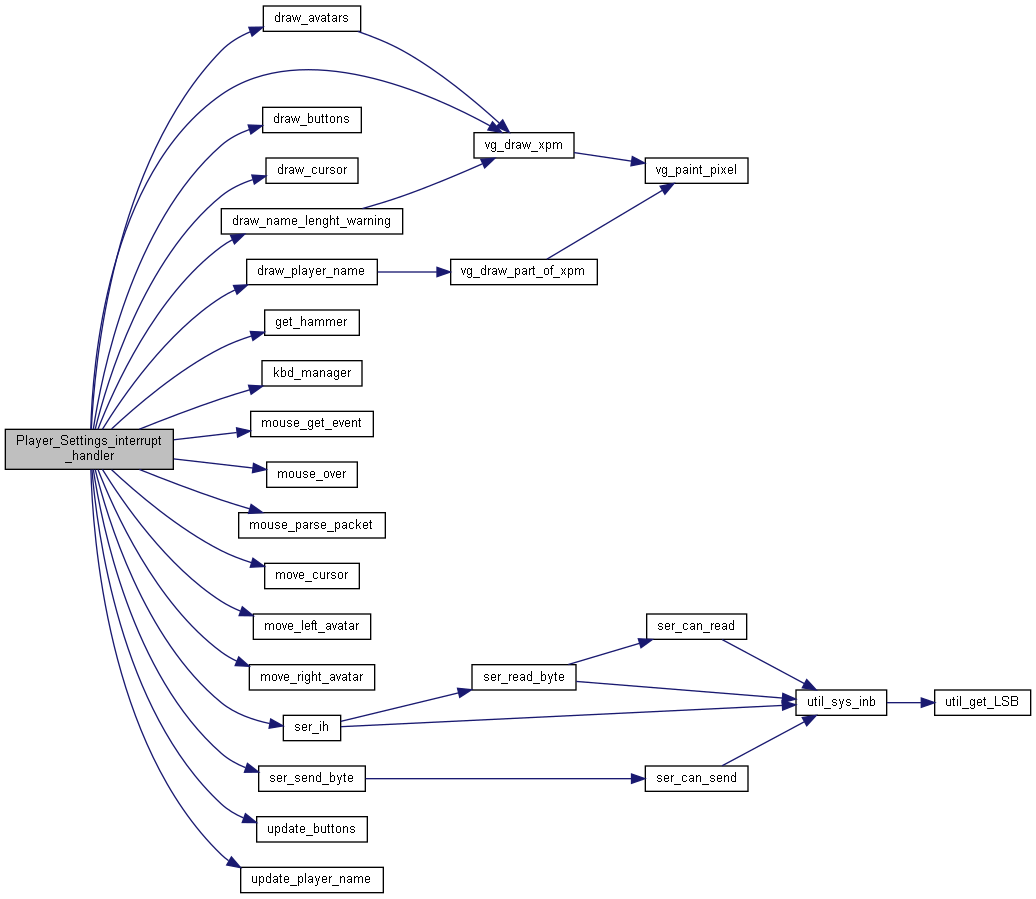 draw_avatars
draw_buttons
vg_draw_xpm
draw_cursor
vg_paint_pixel
draw_name_lenght_warning
draw_player_name
vg_draw_part_of_xpm
get_hammer
kbd_manager
mouse_get_event
Player_Settings_interrupt
_handler
mouse_over
mouse_parse_packet
move_cursor
move_left_avatar
ser_can_read
move_right_avatar
ser_read_byte
util_sys_inb
util_get_LSB
ser_ih
ser_send_byte
ser_can_send
update_buttons
update_player_name